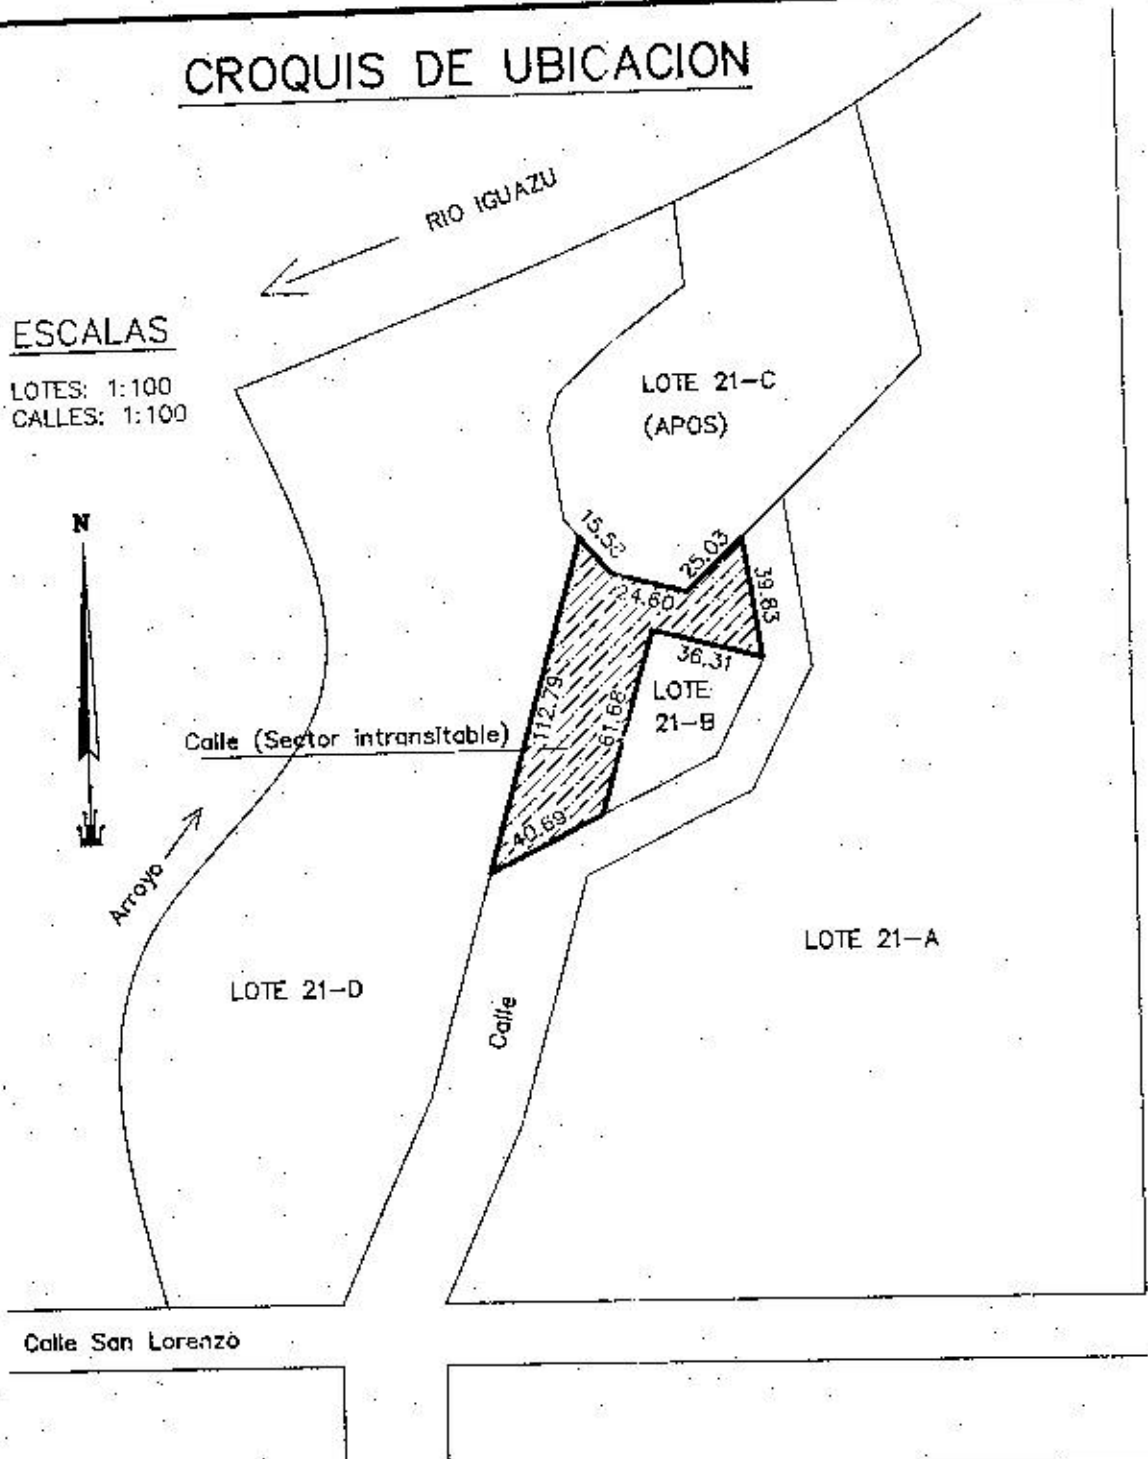 CROQUIS DE UBICACION
RIO IGUAZU
ESCALAS
LOTES: 1:100
CALLES: 1:100
LOTE 21-C
(APOS)
N
25.03
24.60
39.83
36.31
LOTE
21-B
112.79
61.68
Calle (Sector intransitable)
40.69
Arroyo
LOTE 21-A
LOTE 21-D
Calle
Calle San Lorenzo